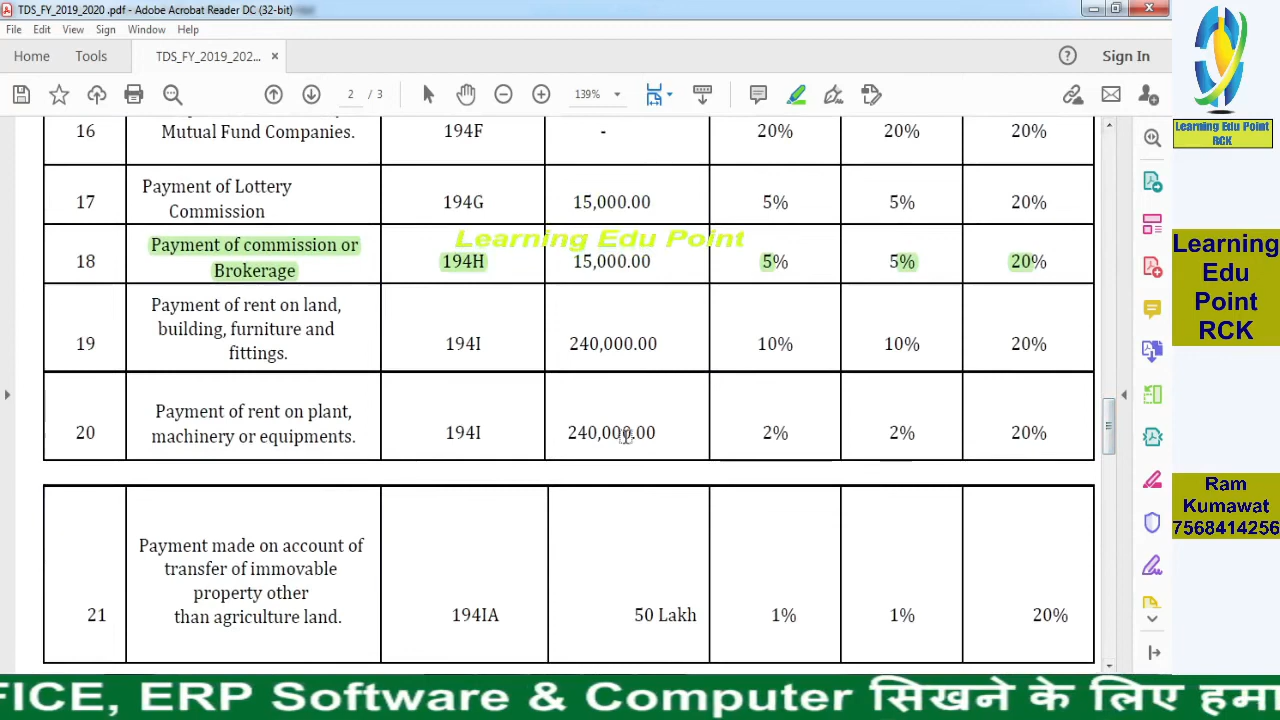 TDS_FY_2019_2020 .pdf - Adobe Acrobat Reader DC (32-bit)
File Edit View Sign Window Help
Home Tools TDS_FY_2019_202... × Sign In
2 / 3 139%
16 Mutual Fund Companies. 194F - 20% 20% 20%
17 Payment of Lottery Commission 194G 15,000.00 5% 5% 20%
Learning Edu Point
18 Payment of commission or Brokerage 194H 15,000.00 5% 5% 20%
19 Payment of rent on land, building, furniture and fittings. 194I 240,000.00 10% 10% 20%
20 Payment of rent on plant, machinery or equipments. 194I 240,000.00 2% 2% 20%
21 Payment made on account of transfer of immovable property other than agriculture land. 194IA 50 Lakh 1% 1% 20%
Learning Edu Point
RCK
Learning
Edu
Point
RCK
Ram
Kumawat
7568414256
FICE, ERP Software & Computer सिखने के लिए हमा